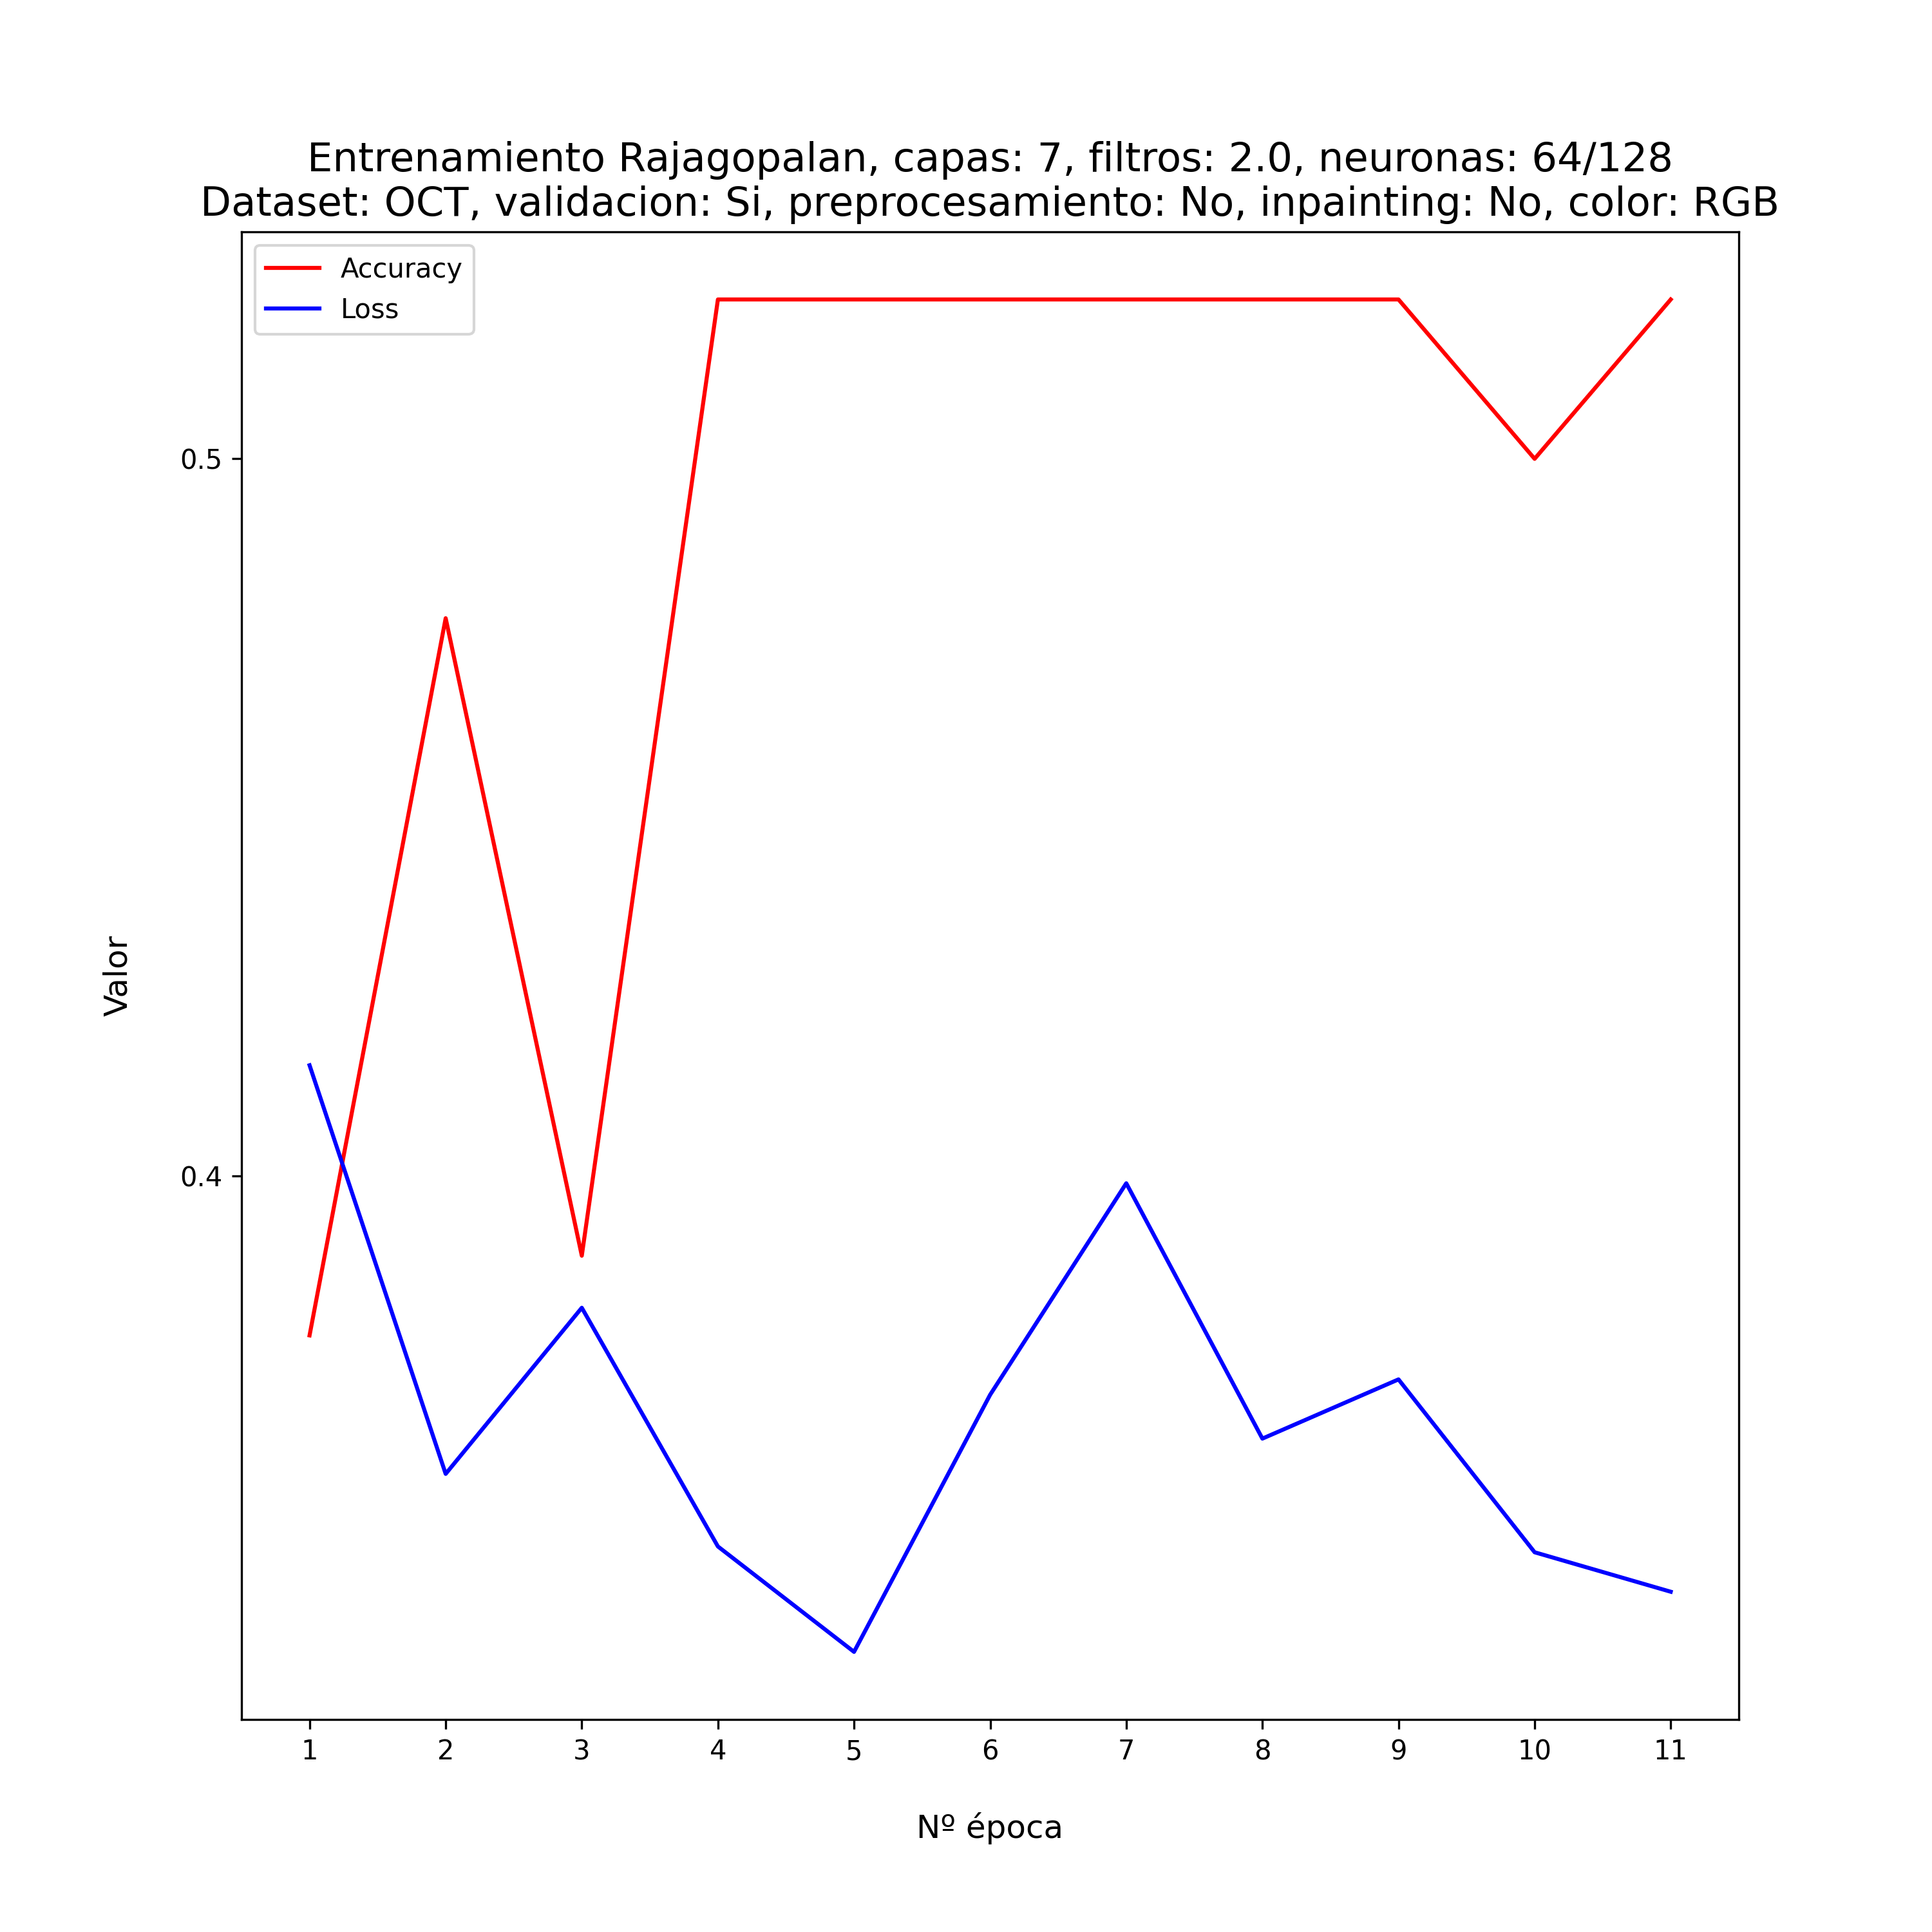 Entrenamiento Rajagopalan, capas: 7, filtros: 2.0, neuronas: 64/128
Dataset: OCT, validacion: Si, preprocesamiento: No, inpainting: No, color: RGB
Accuracy
Loss
0.5
0.4
Valor
1 2 3 4 5 6 7 8 9 10 11
Nº época